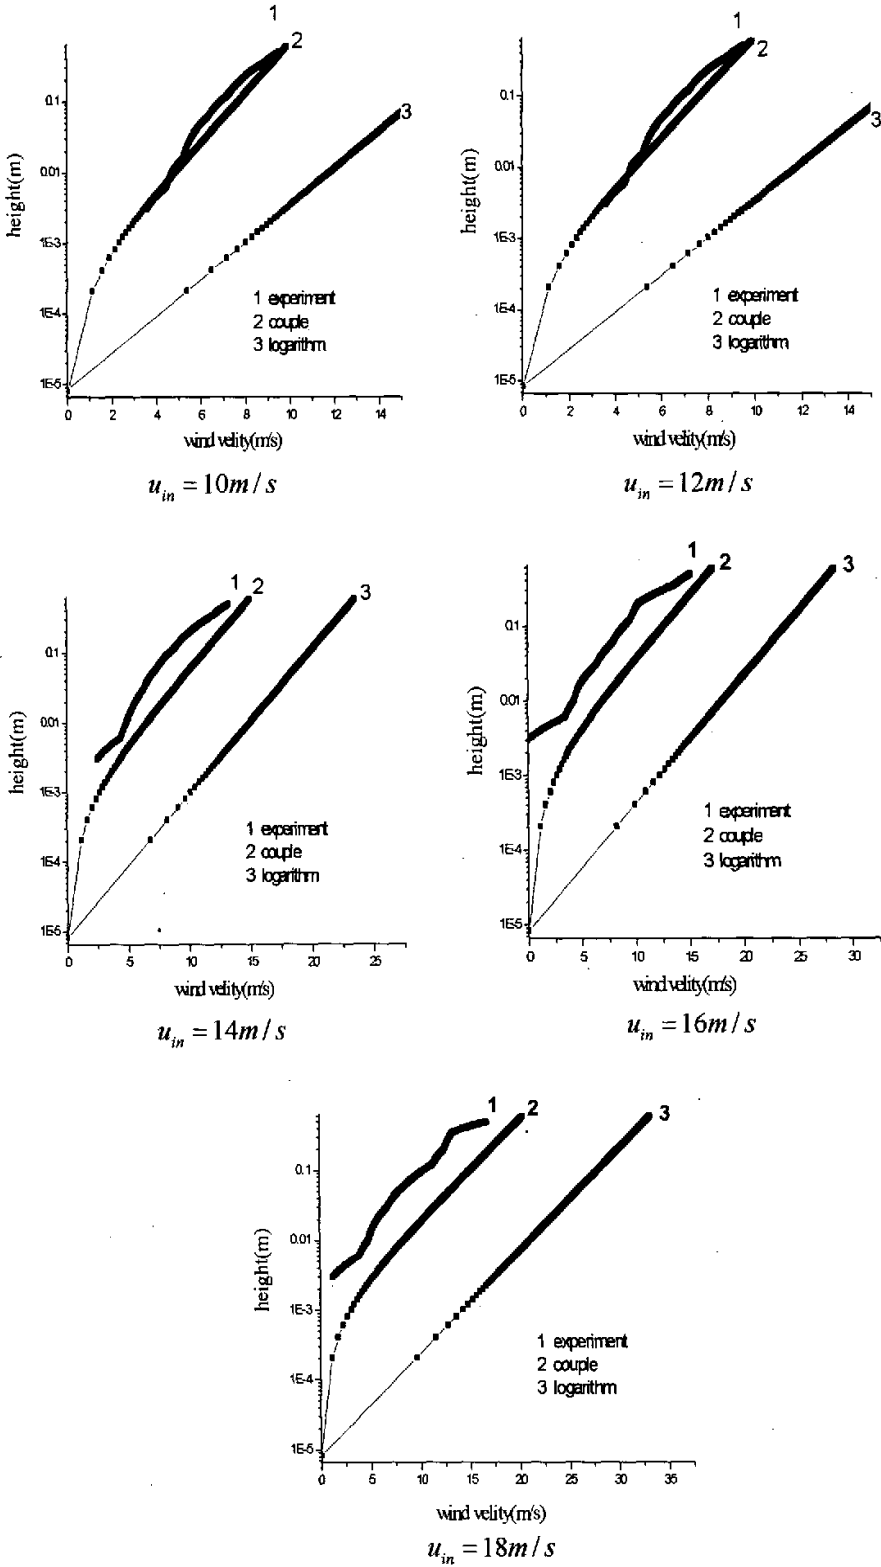 1
2
3
0.1
0.01
1E-3
1E-4
1E-5
height(m)
1 experiment
2 couple
3 logarithm
0 2 4 6 8 10 12 14
wind velity(m/s)
u_in = 10m/s
1
2
3
0.1
0.01
1E-3
1E-4
1E-5
height(m)
1 experiment
2 couple
3 logarithm
0 2 4 6 8 10 12 14
wind velity(m/s)
u_in = 12m/s
1
2
3
0.1
0.01
1E-3
1E-4
1E-5
height(m)
1 experiment
2 couple
3 logarithm
0 5 10 15 20 25
wind velity(m/s)
u_in = 14m/s
1
2
3
0.1
0.01
1E-3
1E-4
1E-5
height(m)
1 experiment
2 couple
3 logarithm
0 5 10 15 20 25 30
wind velity(m/s)
u_in = 16m/s
1
2
3
0.1
0.01
1E-3
1E-4
1E-5
height(m)
1 experiment
2 couple
3 logarithm
0 5 10 15 20 25 30 35
wind velity(m/s)
u_in = 18m/s